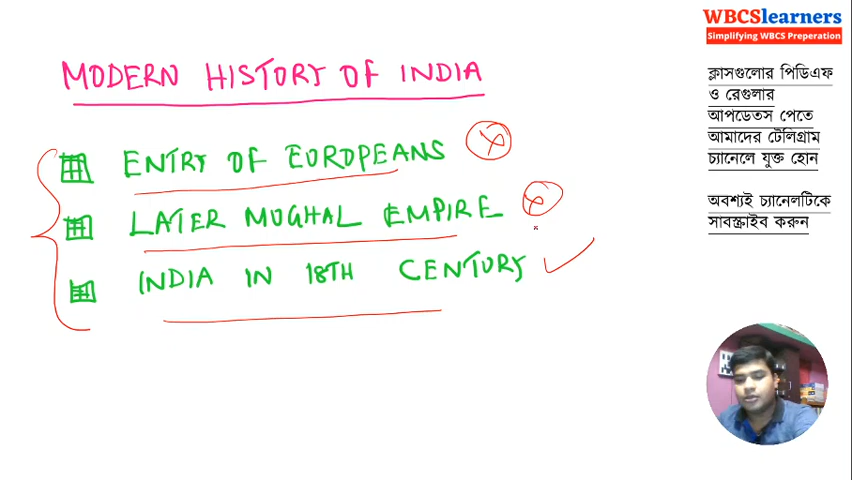 MODERN HISTORY OF INDIA
ENTRY OF EUROPEANS
LATER MUGHAL EMPIRE
INDIA IN 18TH CENTURY
WBCSlearners
Simplifying WBCS Preperation
ক্লাসগুলোর পিডিএফ
ও রেগুলার
আপডেতস পেতে
আমাদের টেলিগ্রাম
চ্যানেলে যুক্ত হোন
অবশ্যই চ্যানেলটিকে
সাবস্ক্রাইব করুন